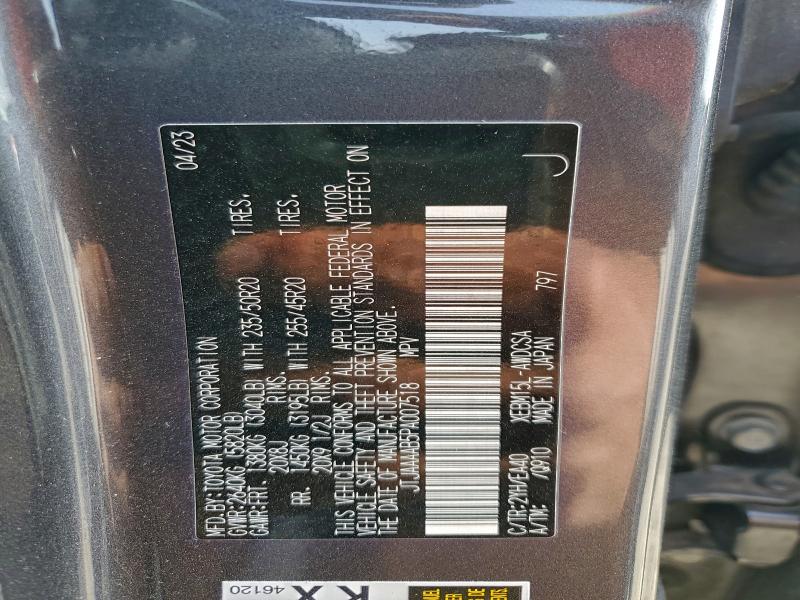 MFD. BY: TOYOTA MOTOR CORPORATION 04/23
GVWR: 2640KG (5820LB)
GAWR: FRT. 1380KG (3040LB) WITH 235/50R20 TIRES,
20X8J RIMS.
RR. 1450KG (3195LB) WITH 255/45R20 TIRES,
20X9 1/2J RIMS.
THIS VEHICLE CONFORMS TO ALL APPLICABLE FEDERAL MOTOR
VEHICLE SAFETY AND THEFT PREVENTION STANDARDS IN EFFECT ON
THE DATE OF MANUFACTURE SHOWN ABOVE.
MPV
C/TR: 2YH/EA40 XEBM15L-AWDCSA
A/TM: /0910 MADE IN JAPAN 797
J
KX
46120